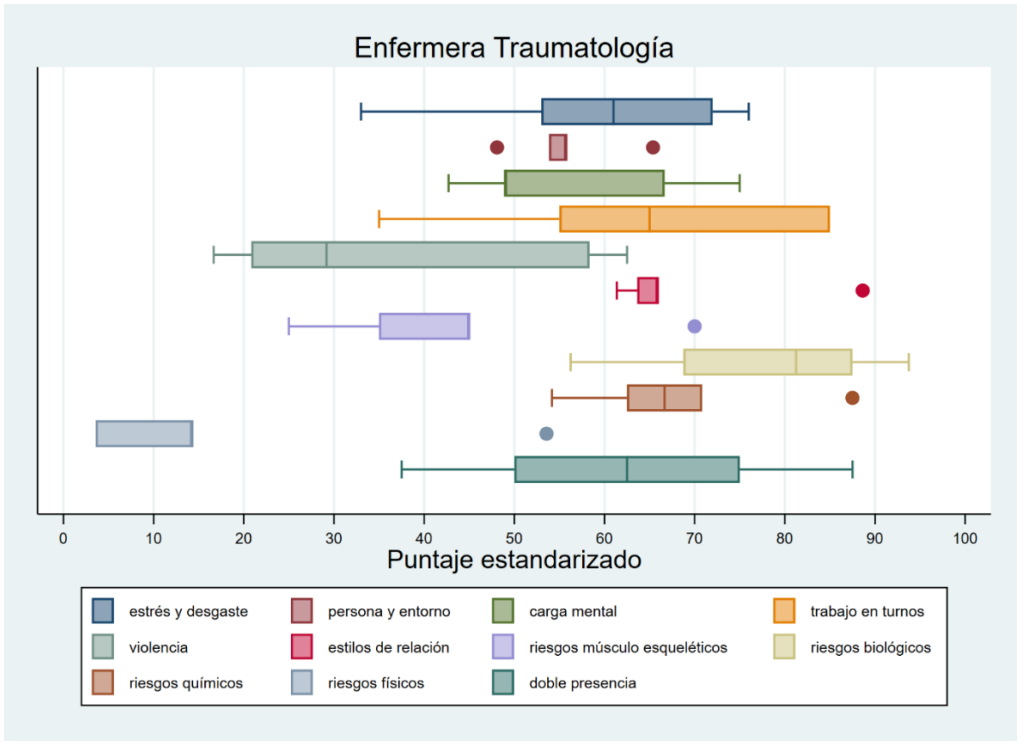 Enfermera Traumatología
0 10 20 30 40 50 60 70 80 90 100
Puntaje estandarizado
estrés y desgaste persona y entorno carga mental trabajo en turnos
violencia estilos de relación riesgos músculo esqueléticos riesgos biológicos
riesgos químicos riesgos físicos doble presencia